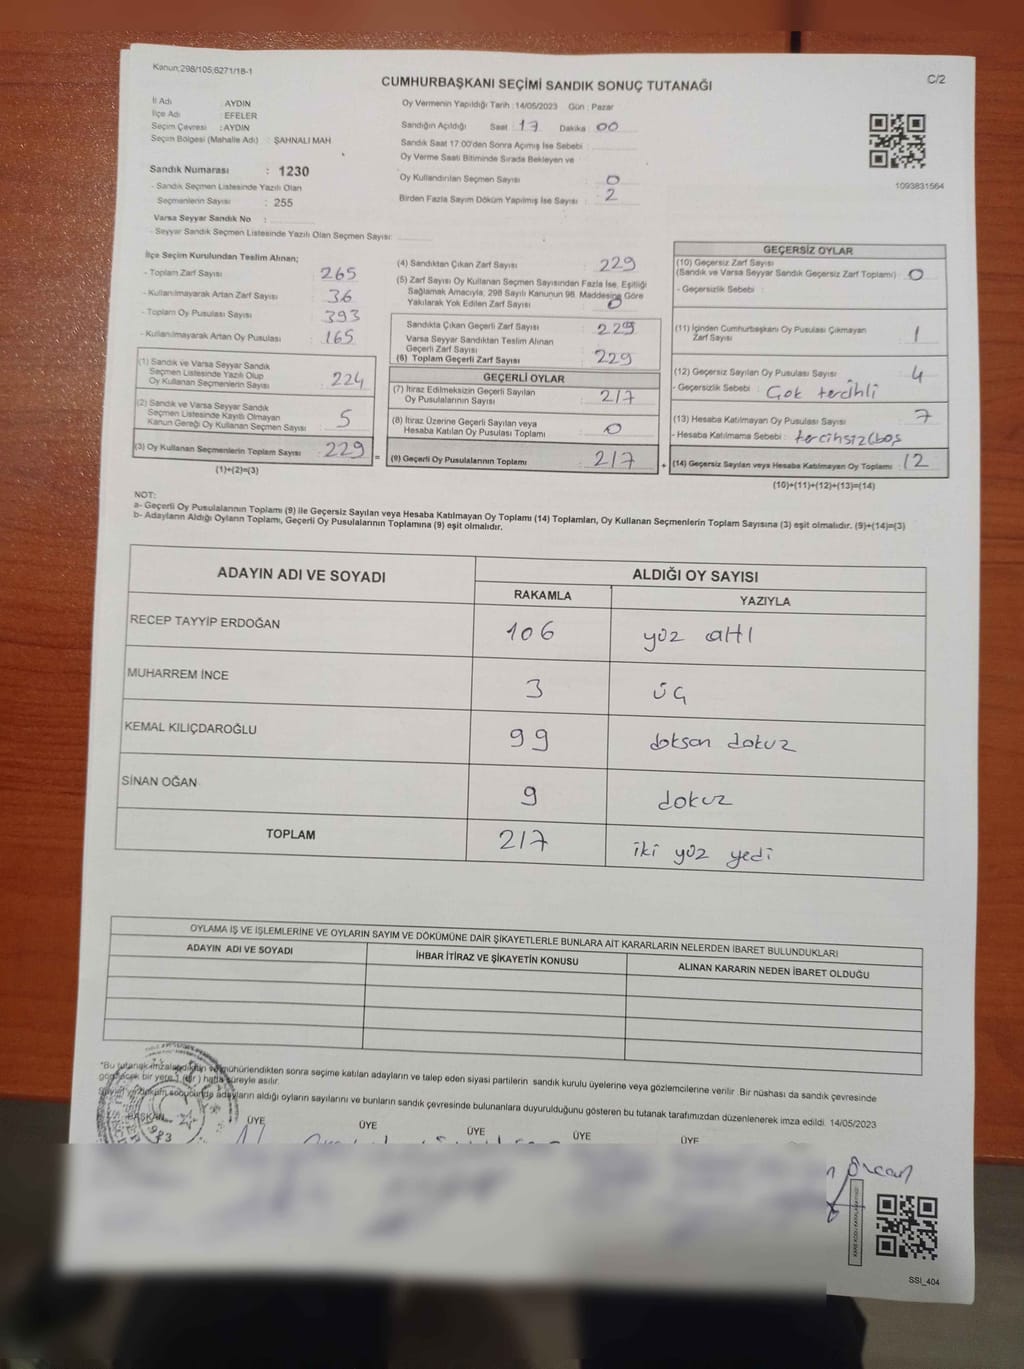 Kanun;298/105;6271/18-1
C/2
CUMHURBAŞKANI SEÇİMİ SANDIK SONUÇ TUTANAĞI
İl Adı : AYDIN
İlçe Adı : EFELER
Seçim Çevresi : AYDIN
Seçim Bölgesi (Mahalle Adı) : ŞAHNALI MAH
Sandık Numarası : 1230
- Sandık Seçmen Listesinde Yazılı Olan
Seçmenlerin Sayısı : 255
Varsa Seyyar Sandık No :
- Seyyar Sandık Seçmen Listesinde Yazılı Olan Seçmen Sayısı:
Oy Vermenin Yapıldığı Tarih : 14/05/2023 Gün : Pazar
Sandığın Açıldığı Saat : 17 Dakika : 00
Sandık Saat 17:00'den Sonra Açımış İse Sebebi :
Oy Verme Saati Bitiminde Sırada Bekleyen ve
Oy Kullandırılan Seçmen Sayısı : 0
Birden Fazla Sayım Döküm Yapılmış İse Sayısı : 2
1093831564
İlçe Seçim Kurulundan Teslim Alınan;
- Toplam Zarf Sayısı : 265
- Kullanılmayarak Artan Zarf Sayısı : 36
- Toplam Oy Pusulası Sayısı : 393
- Kullanılmayarak Artan Oy Pusulası : 165
(1) Sandık ve Varsa Seyyar Sandık
Seçmen Listesinde Yazılı Olup
Oy Kullanan Seçmenlerin Sayısı : 224
(2) Sandık ve Varsa Seyyar Sandık
Seçmen Listesinde Kayıtlı Olmayan
Kanun Gereği Oy Kullanan Seçmen Sayısı : 5
(3) Oy Kullanan Seçmenlerin Toplam Sayısı : 229
(1)+(2)=(3)
(4) Sandıktan Çıkan Zarf Sayısı : 229
(5) Zarf Sayısı Oy Kullanan Seçmen Sayısından Fazla İse, Eşitliği
Sağlamak Amacıyla, 298 Sayılı Kanunun 98. Maddesine Göre
Yakılarak Yok Edilen Zarf Sayısı : 0
Sandıkta Çıkan Geçerli Zarf Sayısı : 229
Varsa Seyyar Sandıktan Teslim Alınan
Geçerli Zarf Sayısı :
(6) Toplam Geçerli Zarf Sayısı : 229
GEÇERLİ OYLAR
(7) İtiraz Edilmeksizin Geçerli Sayılan
Oy Pusulalarının Sayısı : 217
(8) İtiraz Üzerine Geçerli Sayılan veya
Hesaba Katılan Oy Pusulası Toplamı : 0
= (9) Geçerli Oy Pusulalarının Toplamı : 217 +
GEÇERSİZ OYLAR
(10) Geçersiz Zarf Sayısı
(Sandık ve Varsa Seyyar Sandık Geçersiz Zarf Toplamı) : 0
- Geçersizlik Sebebi :
(11) İçinden Cumhurbaşkanı Oy Pusulası Çıkmayan
Zarf Sayısı : 1
(12) Geçersiz Sayılan Oy Pusulası Sayısı : 4
- Geçersizlik Sebebi : Çok tercihli
(13) Hesaba Katılmayan Oy Pusulası Sayısı : 7
- Hesaba Katılmama Sebebi : tercihsiz(boş
(14) Geçersiz Sayılan veya Hesaba Katılmayan Oy Toplamı : 12
(10)+(11)+(12)+(13)=(14)
NOT:
a- Geçerli Oy Pusulalarının Toplamı (9) ile Geçersiz Sayılan veya Hesaba Katılmayan Oy Toplamı (14) Toplamları, Oy Kullanan Seçmenlerin Toplam Sayısına (3) eşit olmalıdır. (9)+(14)=(3)
b- Adayların Aldığı Oyların Toplamı, Geçerli Oy Pusulalarının Toplamına (9) eşit olmalıdır.
ADAYIN ADI VE SOYADI
ALDIĞI OY SAYISI
RAKAMLA YAZIYLA
RECEP TAYYİP ERDOĞAN 106 yüz altı
MUHARREM İNCE 3 üç
KEMAL KILIÇDAROĞLU 99 doksan dokuz
SİNAN OĞAN 9 dokuz
TOPLAM 217 iki yüz yedi
OYLAMA İŞ VE İŞLEMLERİNE VE OYLARIN SAYIM VE DÖKÜMÜNE DAİR ŞİKAYETLERLE BUNLARA AİT KARARLARIN NELERDEN İBARET BULUNDUKLARI
ADAYIN ADI VE SOYADI İHBAR İTİRAZ VE ŞİKAYETİN KONUSU ALINAN KARARIN NEDEN İBARET OLDUĞU
"Bu tutanak imzalandıktan ve mühürlendikten sonra seçime katılan adayların ve talep eden siyasi partilerin sandık kurulu üyelerine veya gözlemcilerine verilir. Bir nüshası da sandık çevresinde
görülecek bir yere 1 (bir) hafta süreyle asılır.
Sayım ve döküm sonucunda adayların aldığı oyların sayılarını ve bunların sandık çevresinde bulunanlara duyurulduğunu gösteren bu tutanak tarafımızdan düzenlenerek imza edildi. 14/05/2023
BAŞKAN ÜYE ÜYE ÜYE ÜYE ÜYE
SSI_404